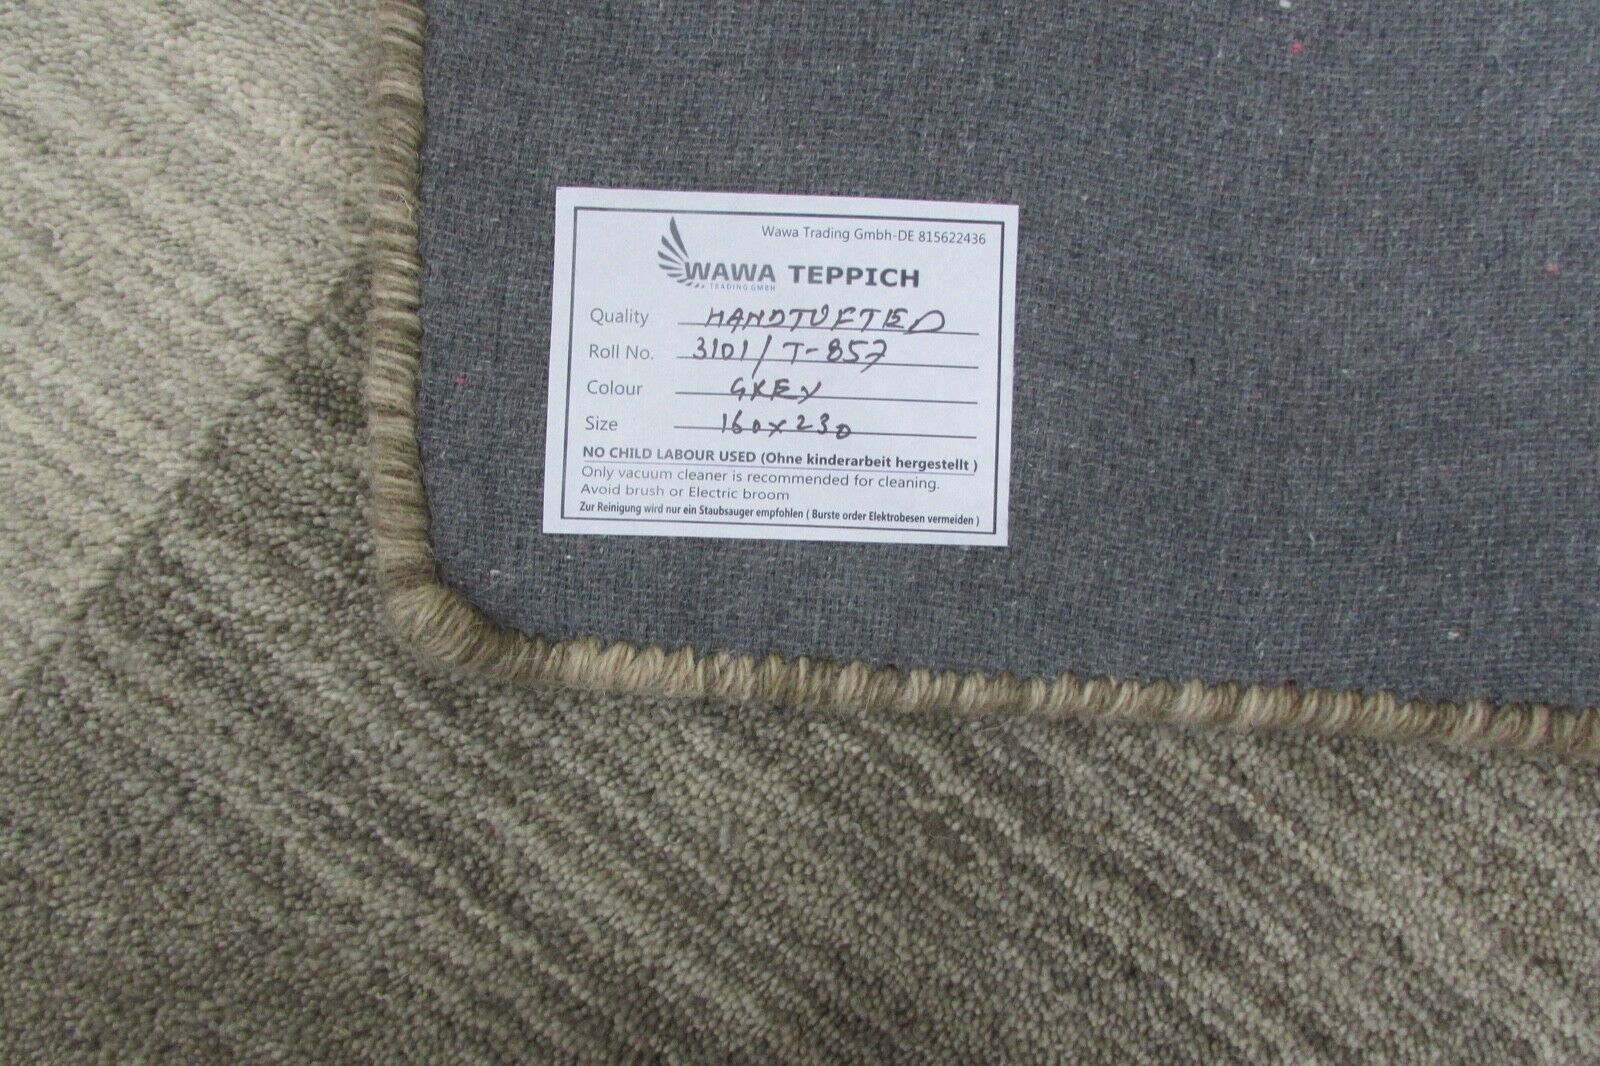 Wawa Trading Gmbh-DE 815622436
WAWA TEPPICH
TRADING GMBH
Quality HANDTUFTED
Roll No. 3101/T-857
Colour GREY
Size 160x230
NO CHILD LABOUR USED (Ohne kinderarbeit hergestellt )
Only vacuum cleaner is recommended for cleaning.
Avoid brush or Electric broom
Zur Reinigung wird nur ein Staubsauger empfohlen ( Burste order Elektrobesen vermeiden )